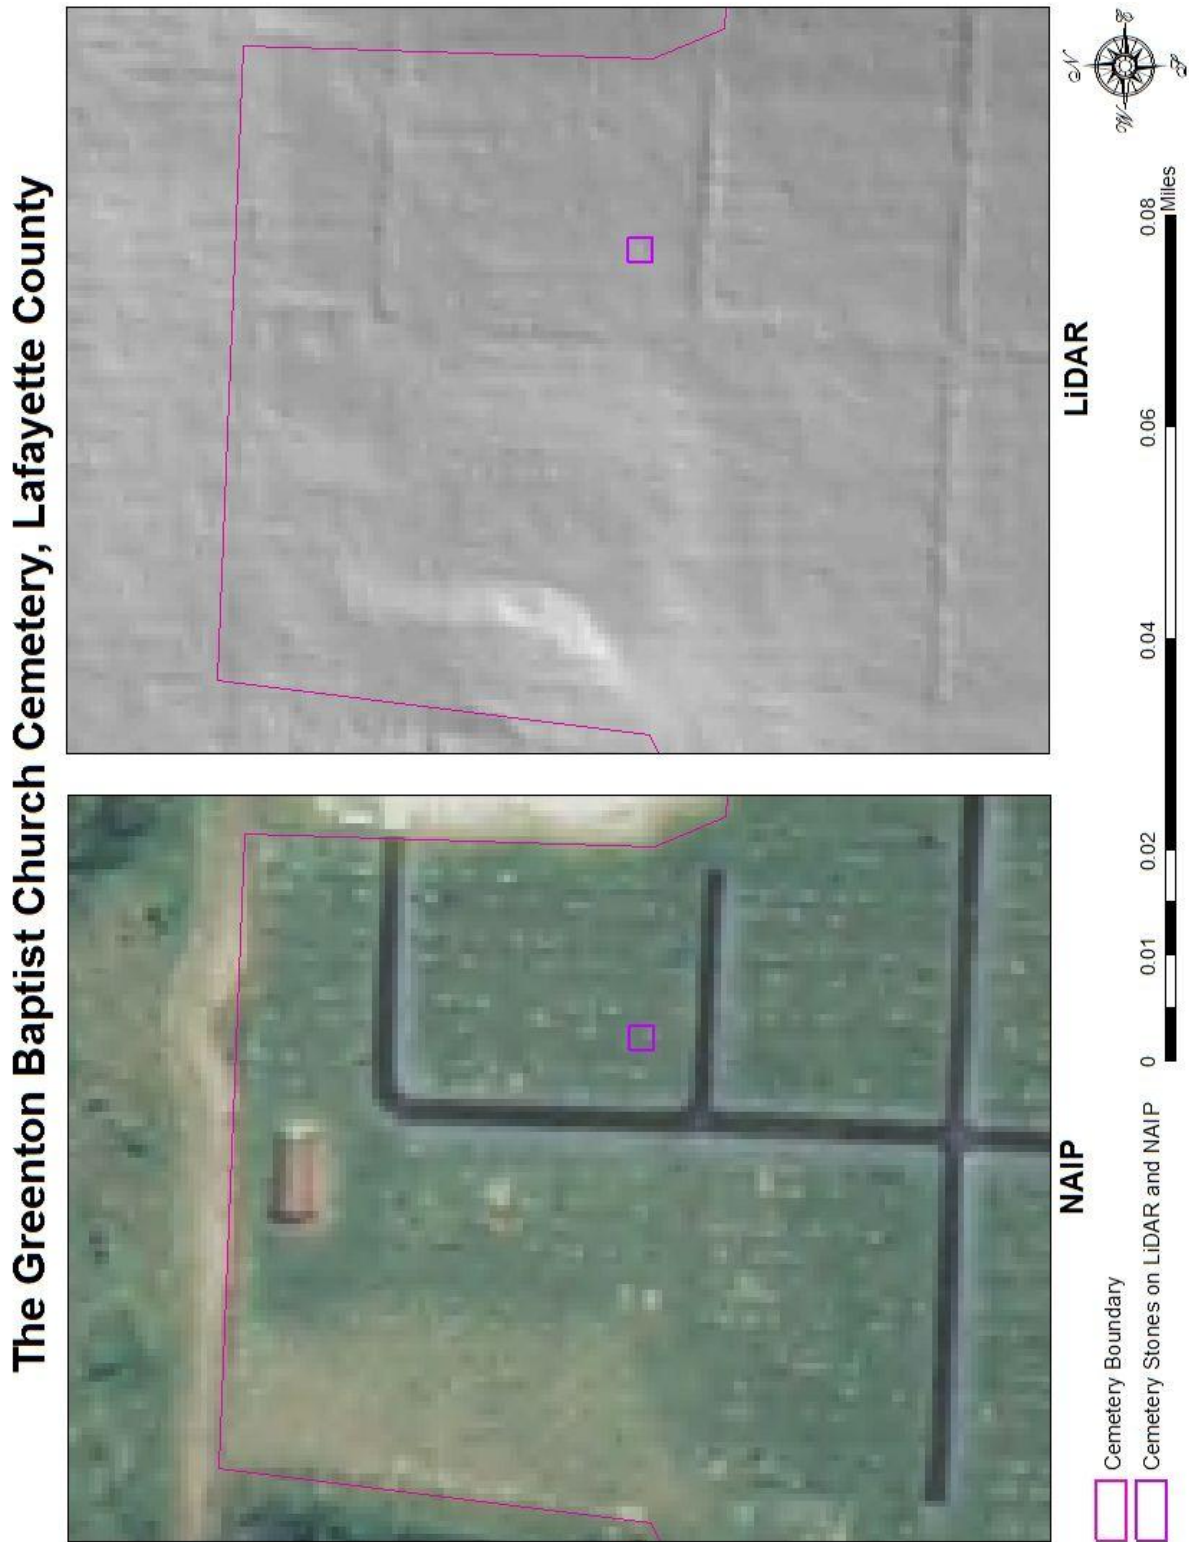 The Greenton Baptist Church Cemetery, Lafayette County
NAIP
LiDAR
Cemetery Boundary
Cemetery Stones on LiDAR and NAIP
0 0.01 0.02 0.04 0.06 0.08
Miles
N
W E
S